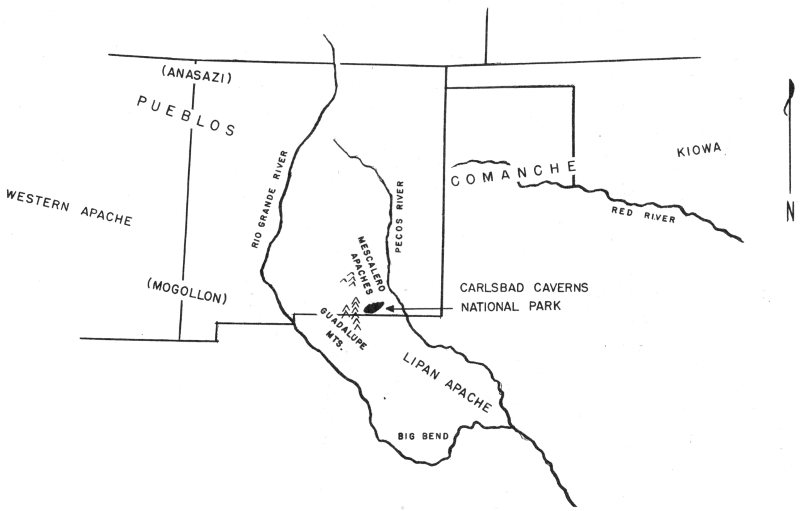 (ANASAZI)
PUEBLOS
KIOWA
COMANCHE
RIO GRANDE RIVER
PECOS RIVER
WESTERN APACHE
RED RIVER
N
MESCALERO
APACHES
(MOGOLLON)
CARLSBAD CAVERNS
NATIONAL PARK
GUADALUPE
MTS.
LIPAN APACHE
BIG BEND